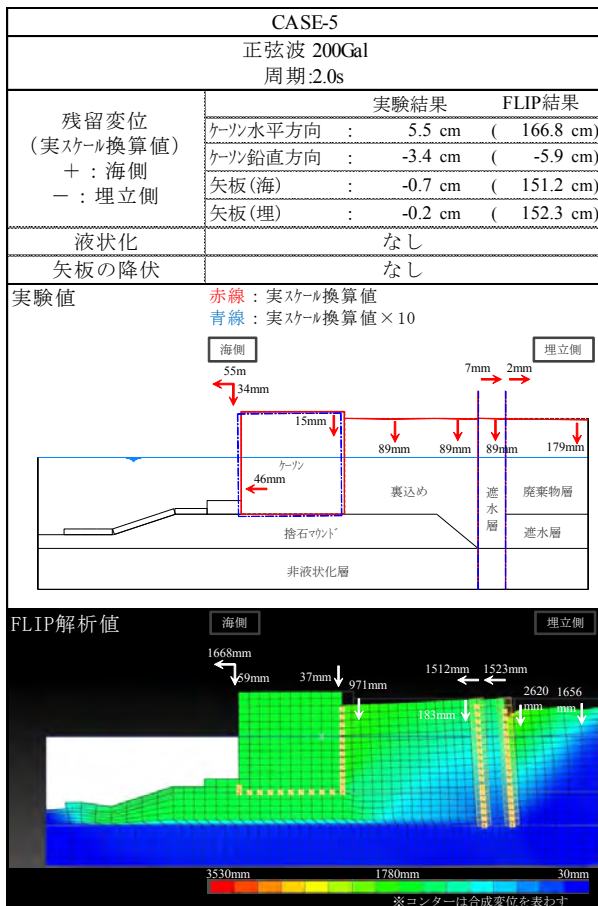 CASE-5
正弦波 200Gal
周期:2.0s
残留変位
(実ｽｹｰﾙ換算値)
＋：海側
－：埋立側
実験結果 FLIP結果
ｹｰｿﾝ水平方向 : 5.5 cm ( 166.8 cm)
ｹｰｿﾝ鉛直方向 : -3.4 cm ( -5.9 cm)
矢板(海) : -0.7 cm ( 151.2 cm)
矢板(埋) : -0.2 cm ( 152.3 cm)
液状化 なし
矢板の降伏 なし
実験値
赤線：実ｽｹｰﾙ換算値
青線：実ｽｹｰﾙ換算値×10
海側 埋立側
55m 7mm 2mm
34mm
15mm
89mm 89mm 89mm 179mm
ｹｰｿﾝ
46mm
裏込め 遮水層 廃棄物層
捨石ﾏｳﾝﾄﾞ 遮水層
非液状化層
FLIP解析値 海側 埋立側
1668mm
59mm 37mm 971mm 1512mm 1523mm
183mm 2620mm 1656mm
3530mm 1780mm 30mm
※コンターは合成変位を表わす